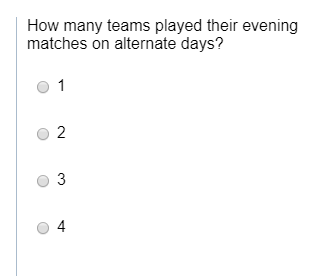 How many teams played their evening
matches on alternate days?
1
2
3
4